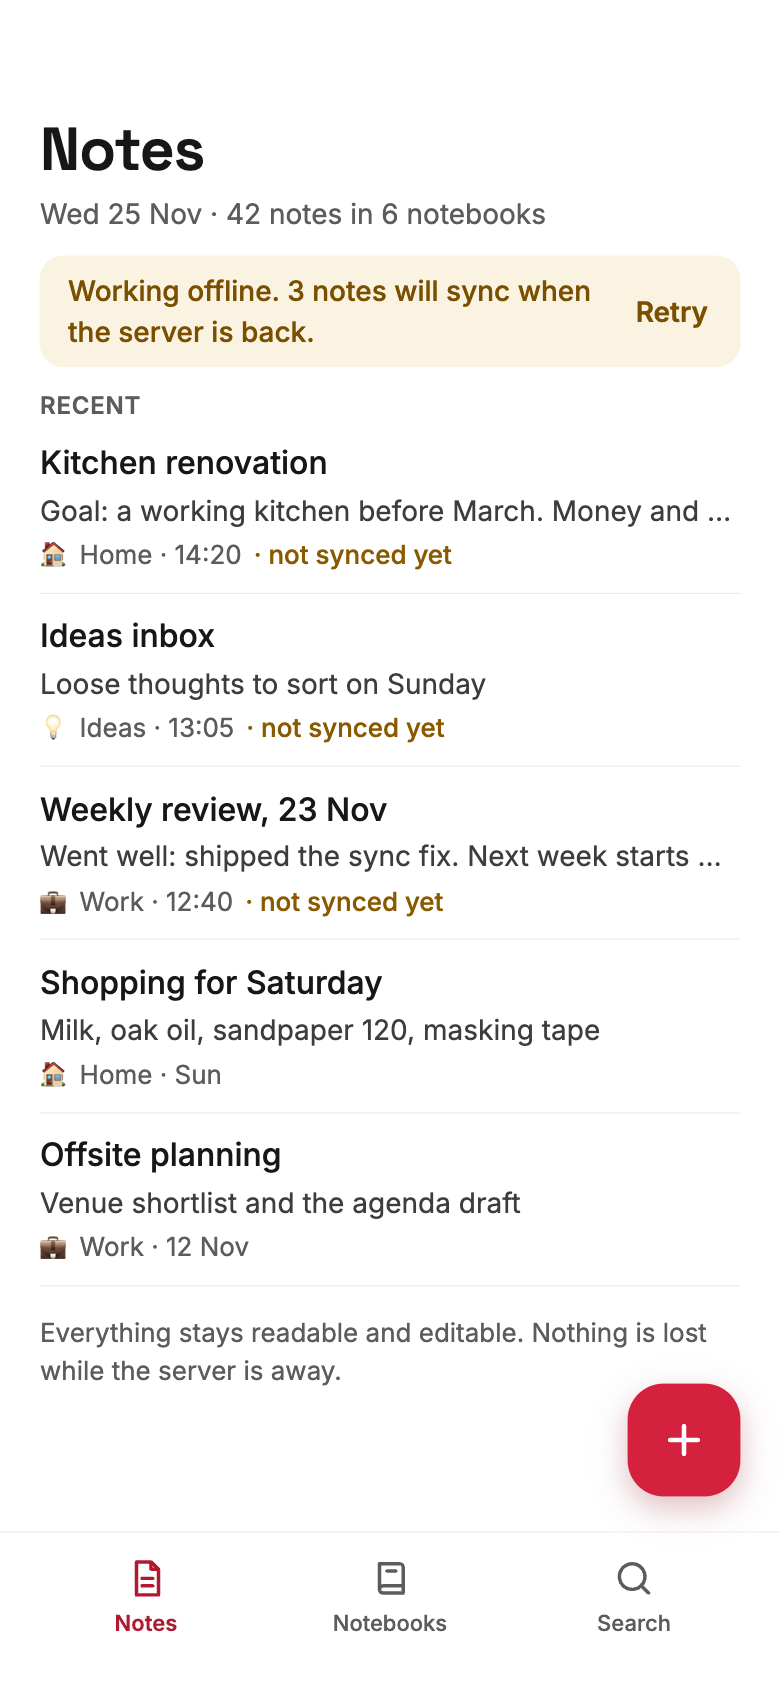 Notes
Wed 25 Nov · 42 notes in 6 notebooks
Working offline. 3 notes will sync when
the server is back.
Retry
RECENT
Kitchen renovation
Goal: a working kitchen before March. Money and ...
Home · 14:20 · not synced yet
Ideas inbox
Loose thoughts to sort on Sunday
Ideas · 13:05 · not synced yet
Weekly review, 23 Nov
Went well: shipped the sync fix. Next week starts ...
Work · 12:40 · not synced yet
Shopping for Saturday
Milk, oak oil, sandpaper 120, masking tape
Home · Sun
Offsite planning
Venue shortlist and the agenda draft
Work · 12 Nov
Everything stays readable and editable. Nothing is lost
while the server is away.
Notes
Notebooks
Search